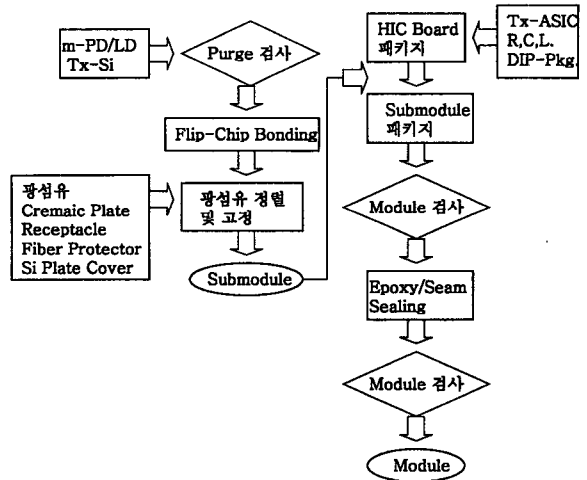 m-PD/LD
Tx-Si
Purge 검사
Flip-Chip Bonding
광섬유
Cremaic Plate
Receptacle
Fiber Protector
Si Plate Cover
광섬유 정렬
및 고정
Submodule
HIC Board
패키지
Tx-ASIC
R,C,L.
DIP-Pkg.
Submodule
패키지
Module 검사
Epoxy/Seam
Sealing
Module 검사
Module